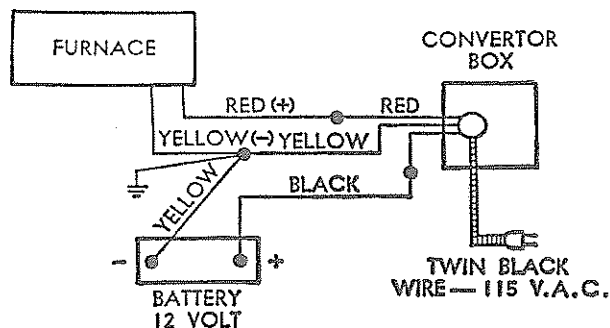 FURNACE
CONVERTOR
BOX
RED (+)
RED
YELLOW (-)
YELLOW
BLACK
YELLOW
-
+
BATTERY
12 VOLT
TWIN BLACK
WIRE — 115 V.A.C.